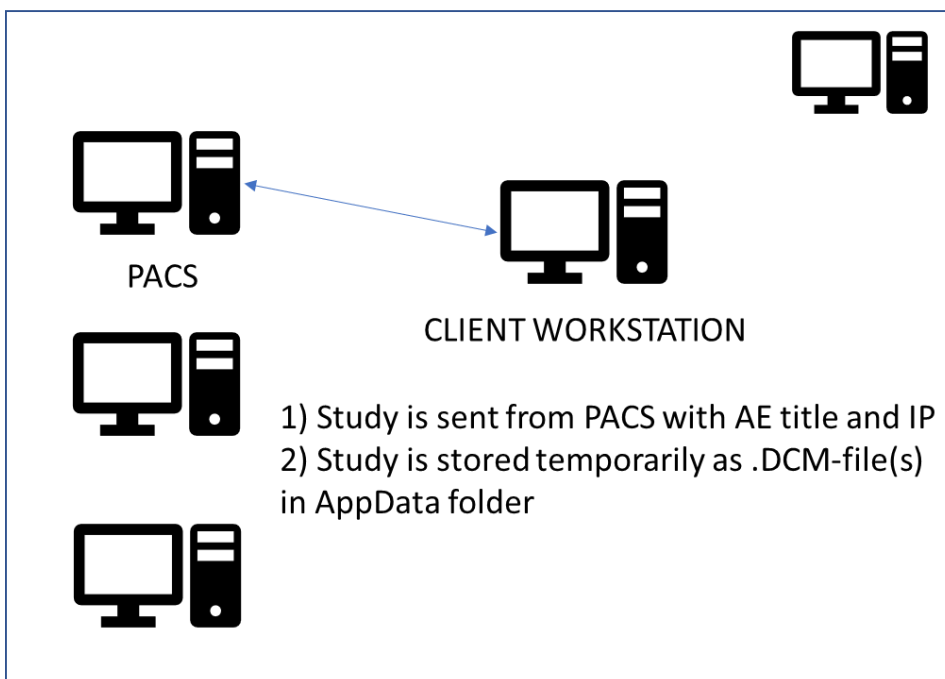 PACS
CLIENT WORKSTATION
1) Study is sent from PACS with AE title and IP
2) Study is stored temporarily as .DCM-file(s)
in AppData folder